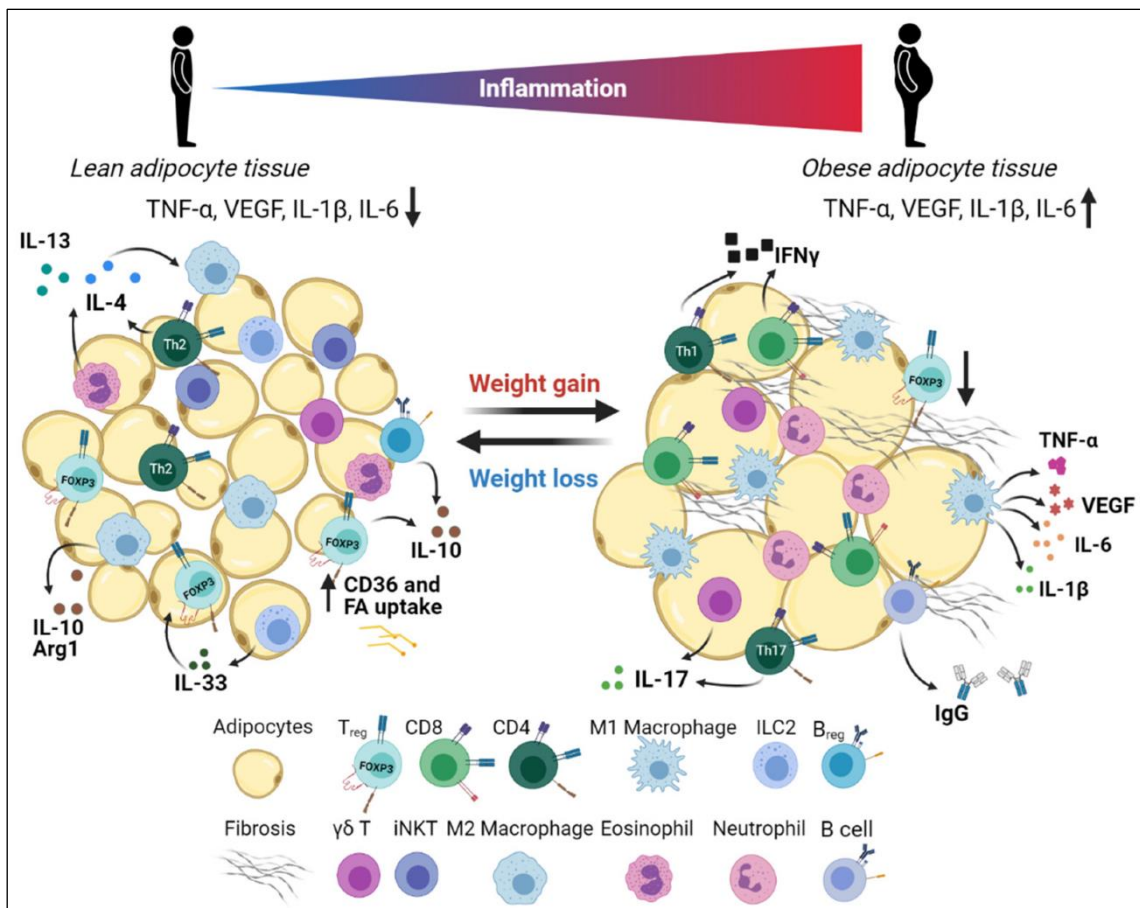 Inflammation
Lean adipocyte tissue
TNF-α, VEGF, IL-1β, IL-6
Obese adipocyte tissue
TNF-α, VEGF, IL-1β, IL-6
IL-13
IL-4
Th2
Th2
FOXP3
FOXP3
FOXP3
IL-10
CD36 and
FA uptake
IL-10
Arg1
IL-33
Weight gain
Weight loss
IFNγ
Th1
FOXP3
TNF-α
VEGF
IL-6
IL-1β
Th17
IL-17
IgG
Adipocytes
Treg
FOXP3
CD8
CD4
M1 Macrophage
ILC2
Breg
Fibrosis
γδ T
iNKT
M2 Macrophage
Eosinophil
Neutrophil
B cell